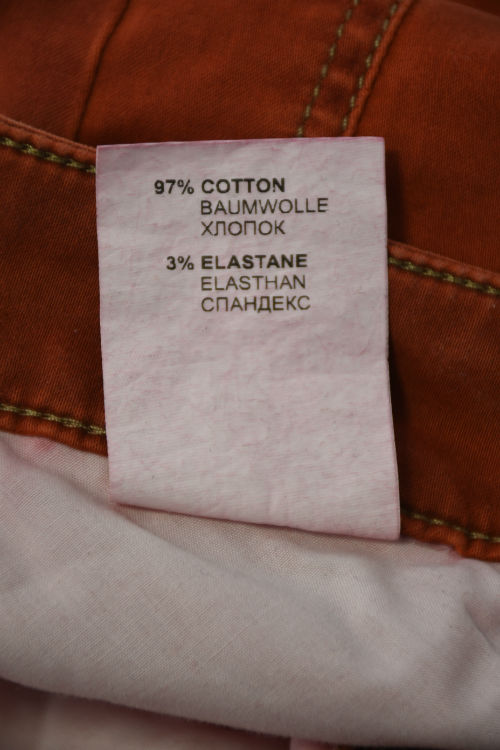 97% COTTON
BAUMWOLLE
ХЛОПОК
3% ELASTANE
ELASTHAN
СПАНДЕКС